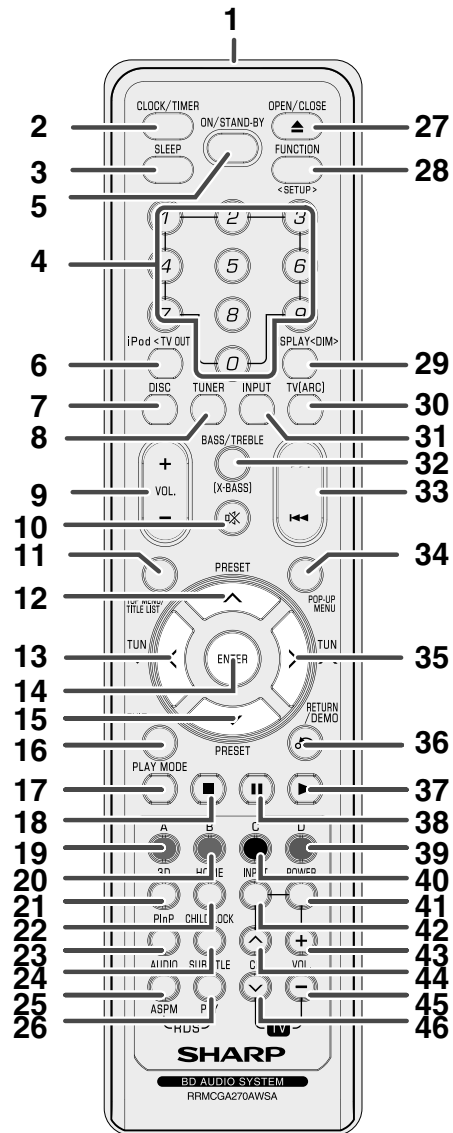 1
CLOCK/TIMER
OPEN/CLOSE
2
ON/STAND-BY
27
SLEEP
FUNCTION
3
28
5
<SETUP>
1 2 3
4
4 5 6
7 8 9
iPod <TV OUT
SPLAY<DIM>
6
0
29
DISC TUNER INPUT TV(ARC)
7
30
8
31
BASS/TREBLE
32
+
9
VOL.
33
[X-BASS]
−
10
11
34
PRESET
12
TOP MENU/
TITLE LIST
POP-UP
MENU
TUN
TUN
13
ENTER
35
14
15
RETURN
/DEMO
16
PRESET
36
PLAY MODE
17
37
18
38
A B C D
19
39
20
40
3D HOME INPUT POWER
21
41
22
42
PInP CHILD LOCK
23
+
43
24
44
AUDIO SUBTITLE C VOL.
25
−
45
26
46
ASPM
RDS
TV
SHARP
BD AUDIO SYSTEM
RRMCGA270AWSA